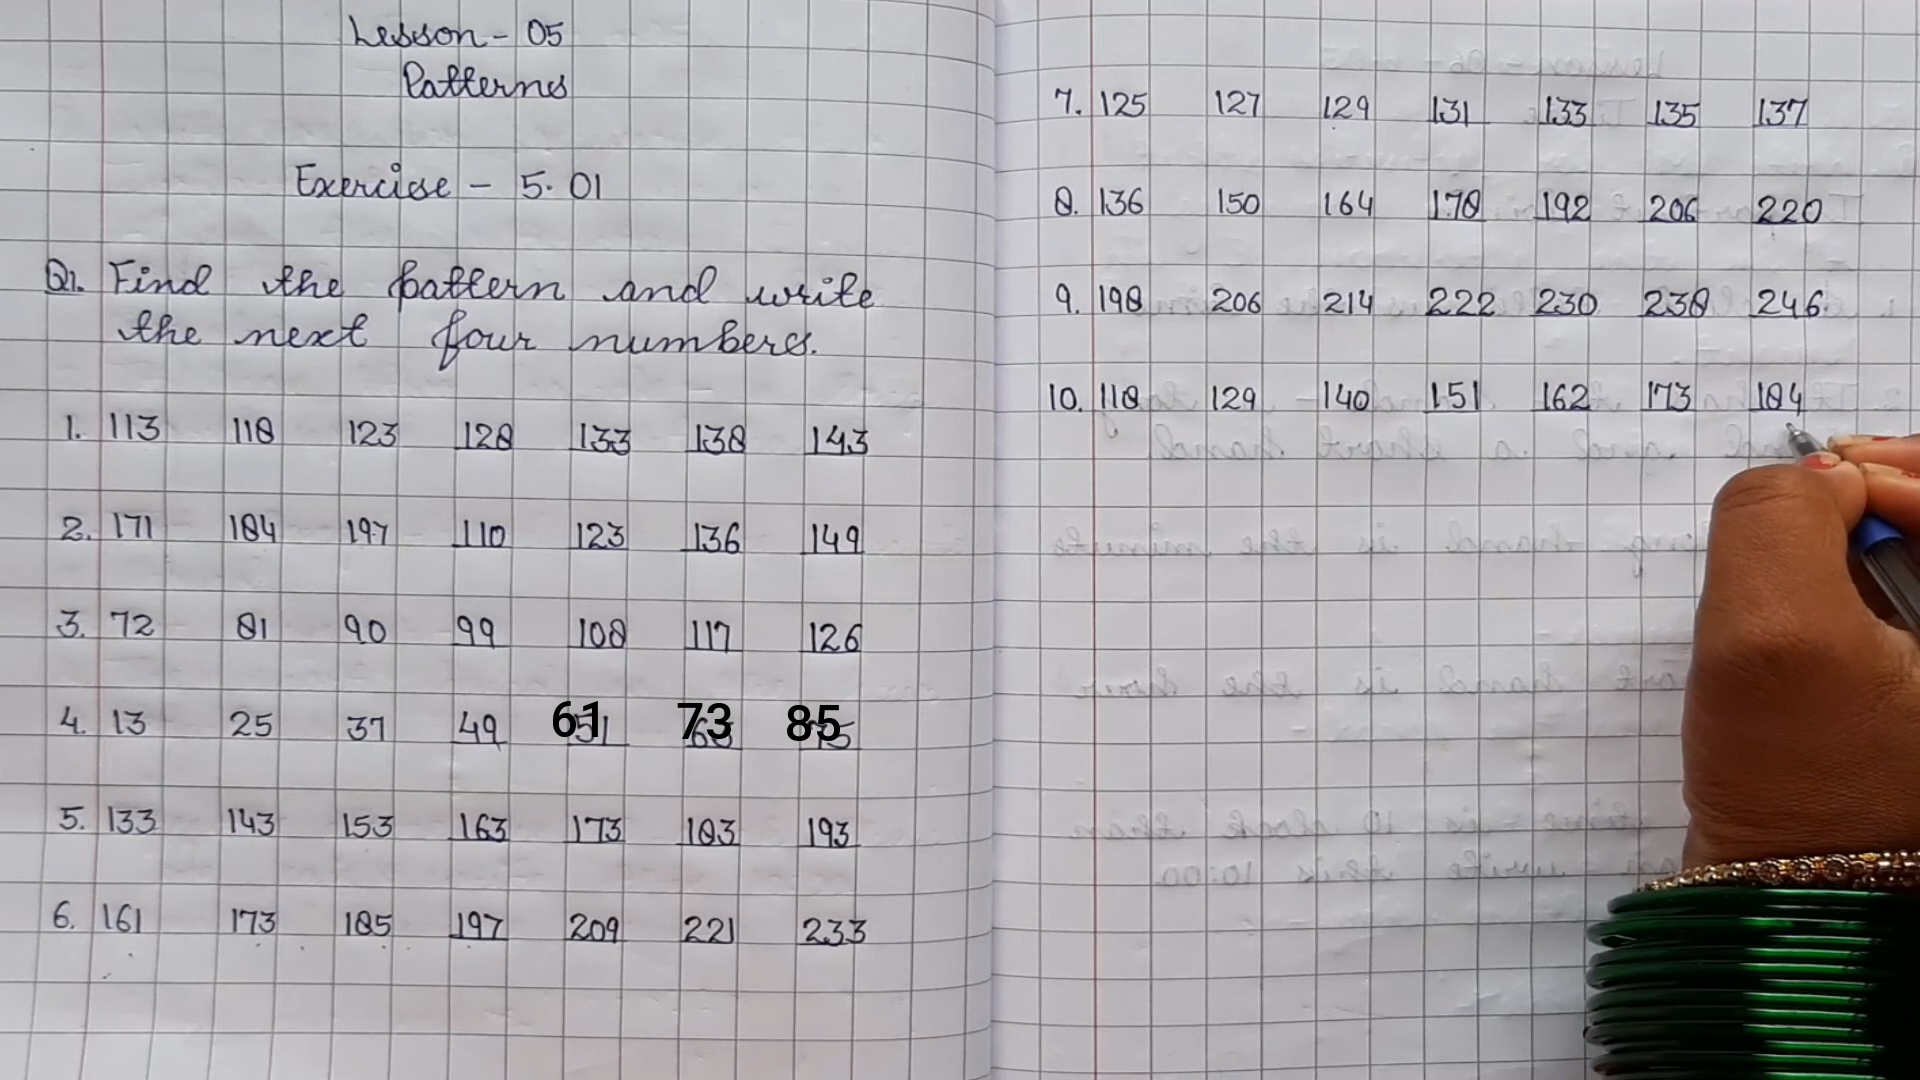 Lesson - 05
Patterns
Exercise - 5.01
Q1. Find the pattern and write
the next four numbers.
1. 113 118 123 128 133 138 143
2. 171 184 197 110 123 136 149
3. 72 81 90 99 108 117 126
4. 13 25 37 49 61 73 85
5. 133 143 153 163 173 183 193
6. 161 173 185 197 209 221 233
7. 125 127 129 131 133 135 137
8. 136 150 164 178 192 206 220
9. 198 206 214 222 230 238 246
10. 118 129 140 151 162 173 184